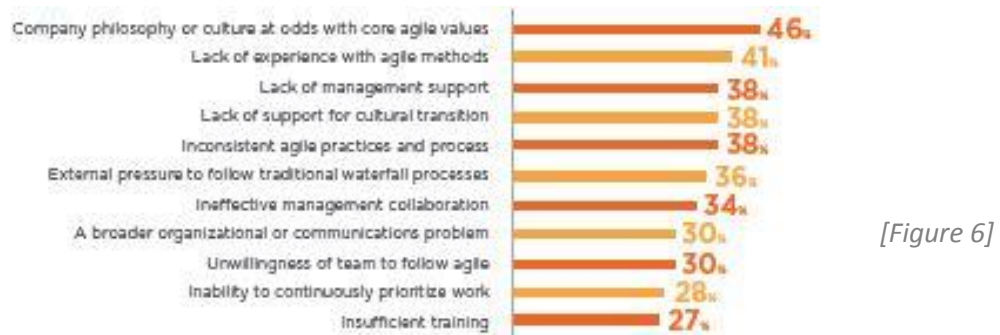 Company philosophy or culture at odds with core agile values 46%
Lack of experience with agile methods 41%
Lack of management support 38%
Lack of support for cultural transition 38%
Inconsistent agile practices and process 38%
External pressure to follow traditional waterfall processes 36%
Ineffective management collaboration 34%
A broader organizational or communications problem 30%
[Figure 6]
Unwillingness of team to follow agile 30%
Inability to continuously prioritize work 28%
Insufficient training 27%